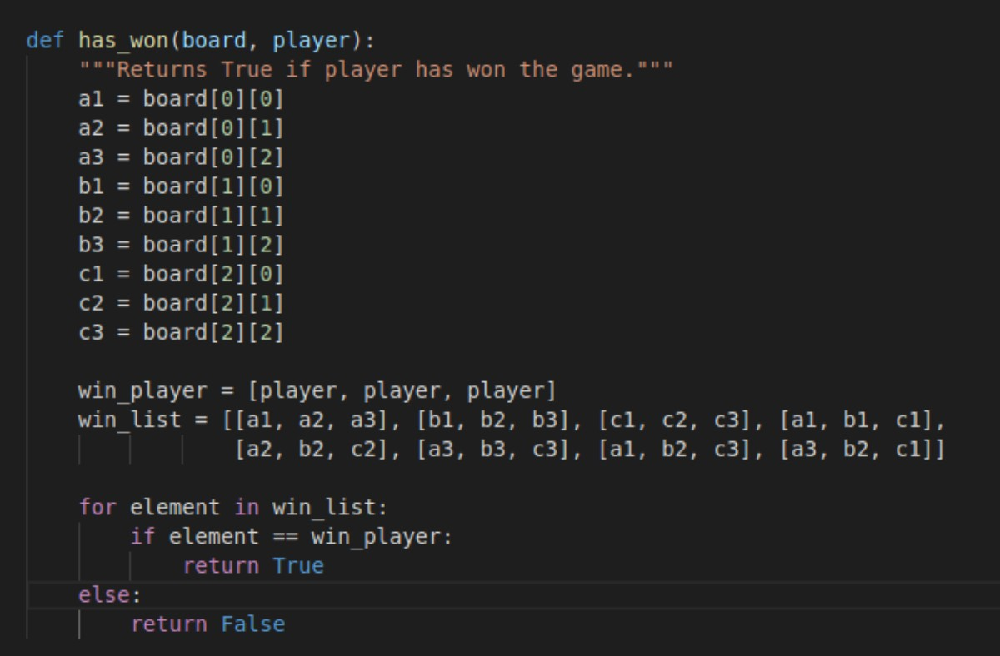 def has_won(board, player):
    """Returns True if player has won the game."""
    a1 = board[0][0]
    a2 = board[0][1]
    a3 = board[0][2]
    b1 = board[1][0]
    b2 = board[1][1]
    b3 = board[1][2]
    c1 = board[2][0]
    c2 = board[2][1]
    c3 = board[2][2]

    win_player = [player, player, player]
    win_list = [[a1, a2, a3], [b1, b2, b3], [c1, c2, c3], [a1, b1, c1],
                [a2, b2, c2], [a3, b3, c3], [a1, b2, c3], [a3, b2, c1]]

    for element in win_list:
        if element == win_player:
            return True
    else:
        return False